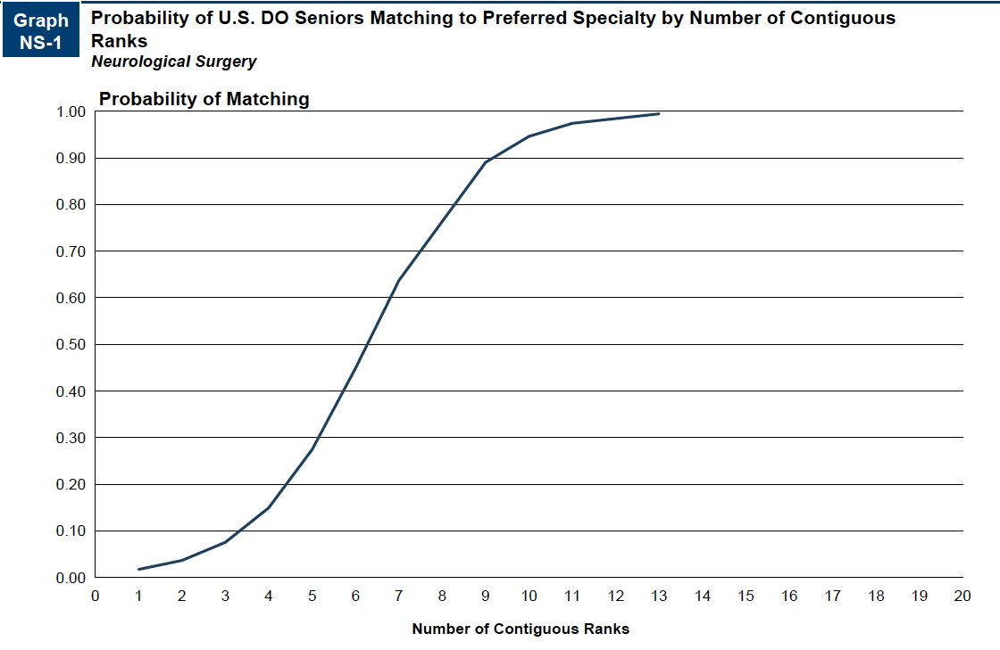 Graph
NS-1
Probability of U.S. DO Seniors Matching to Preferred Specialty by Number of Contiguous
Ranks
Neurological Surgery
Probability of Matching
1.00
0.90
0.80
0.70
0.60
0.50
0.40
0.30
0.20
0.10
0.00
0 1 2 3 4 5 6 7 8 9 10 11 12 13 14 15 16 17 18 19 20
Number of Contiguous Ranks